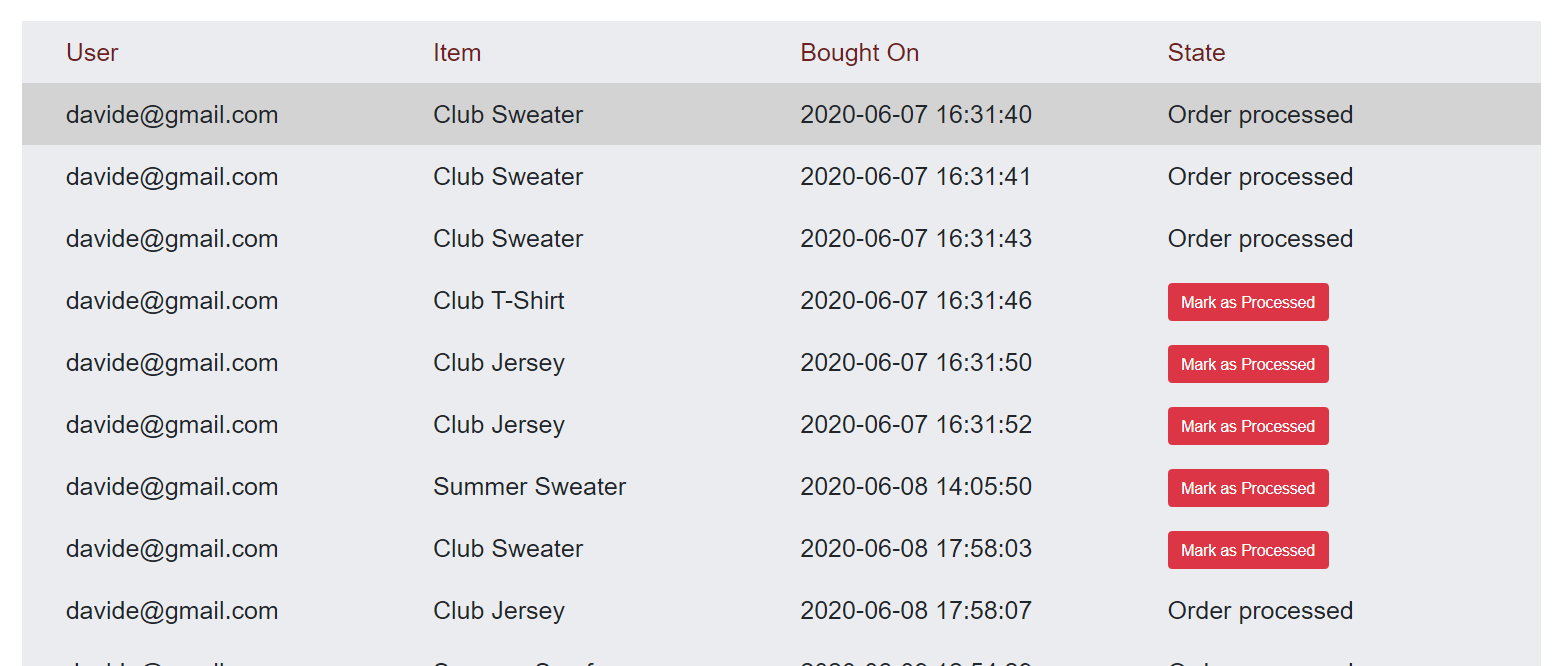 User Item Bought On State
davide@gmail.com Club Sweater 2020-06-07 16:31:40 Order processed
davide@gmail.com Club Sweater 2020-06-07 16:31:41 Order processed
davide@gmail.com Club Sweater 2020-06-07 16:31:43 Order processed
davide@gmail.com Club T-Shirt 2020-06-07 16:31:46 Mark as Processed
davide@gmail.com Club Jersey 2020-06-07 16:31:50 Mark as Processed
davide@gmail.com Club Jersey 2020-06-07 16:31:52 Mark as Processed
davide@gmail.com Summer Sweater 2020-06-08 14:05:50 Mark as Processed
davide@gmail.com Club Sweater 2020-06-08 17:58:03 Mark as Processed
davide@gmail.com Club Jersey 2020-06-08 17:58:07 Order processed